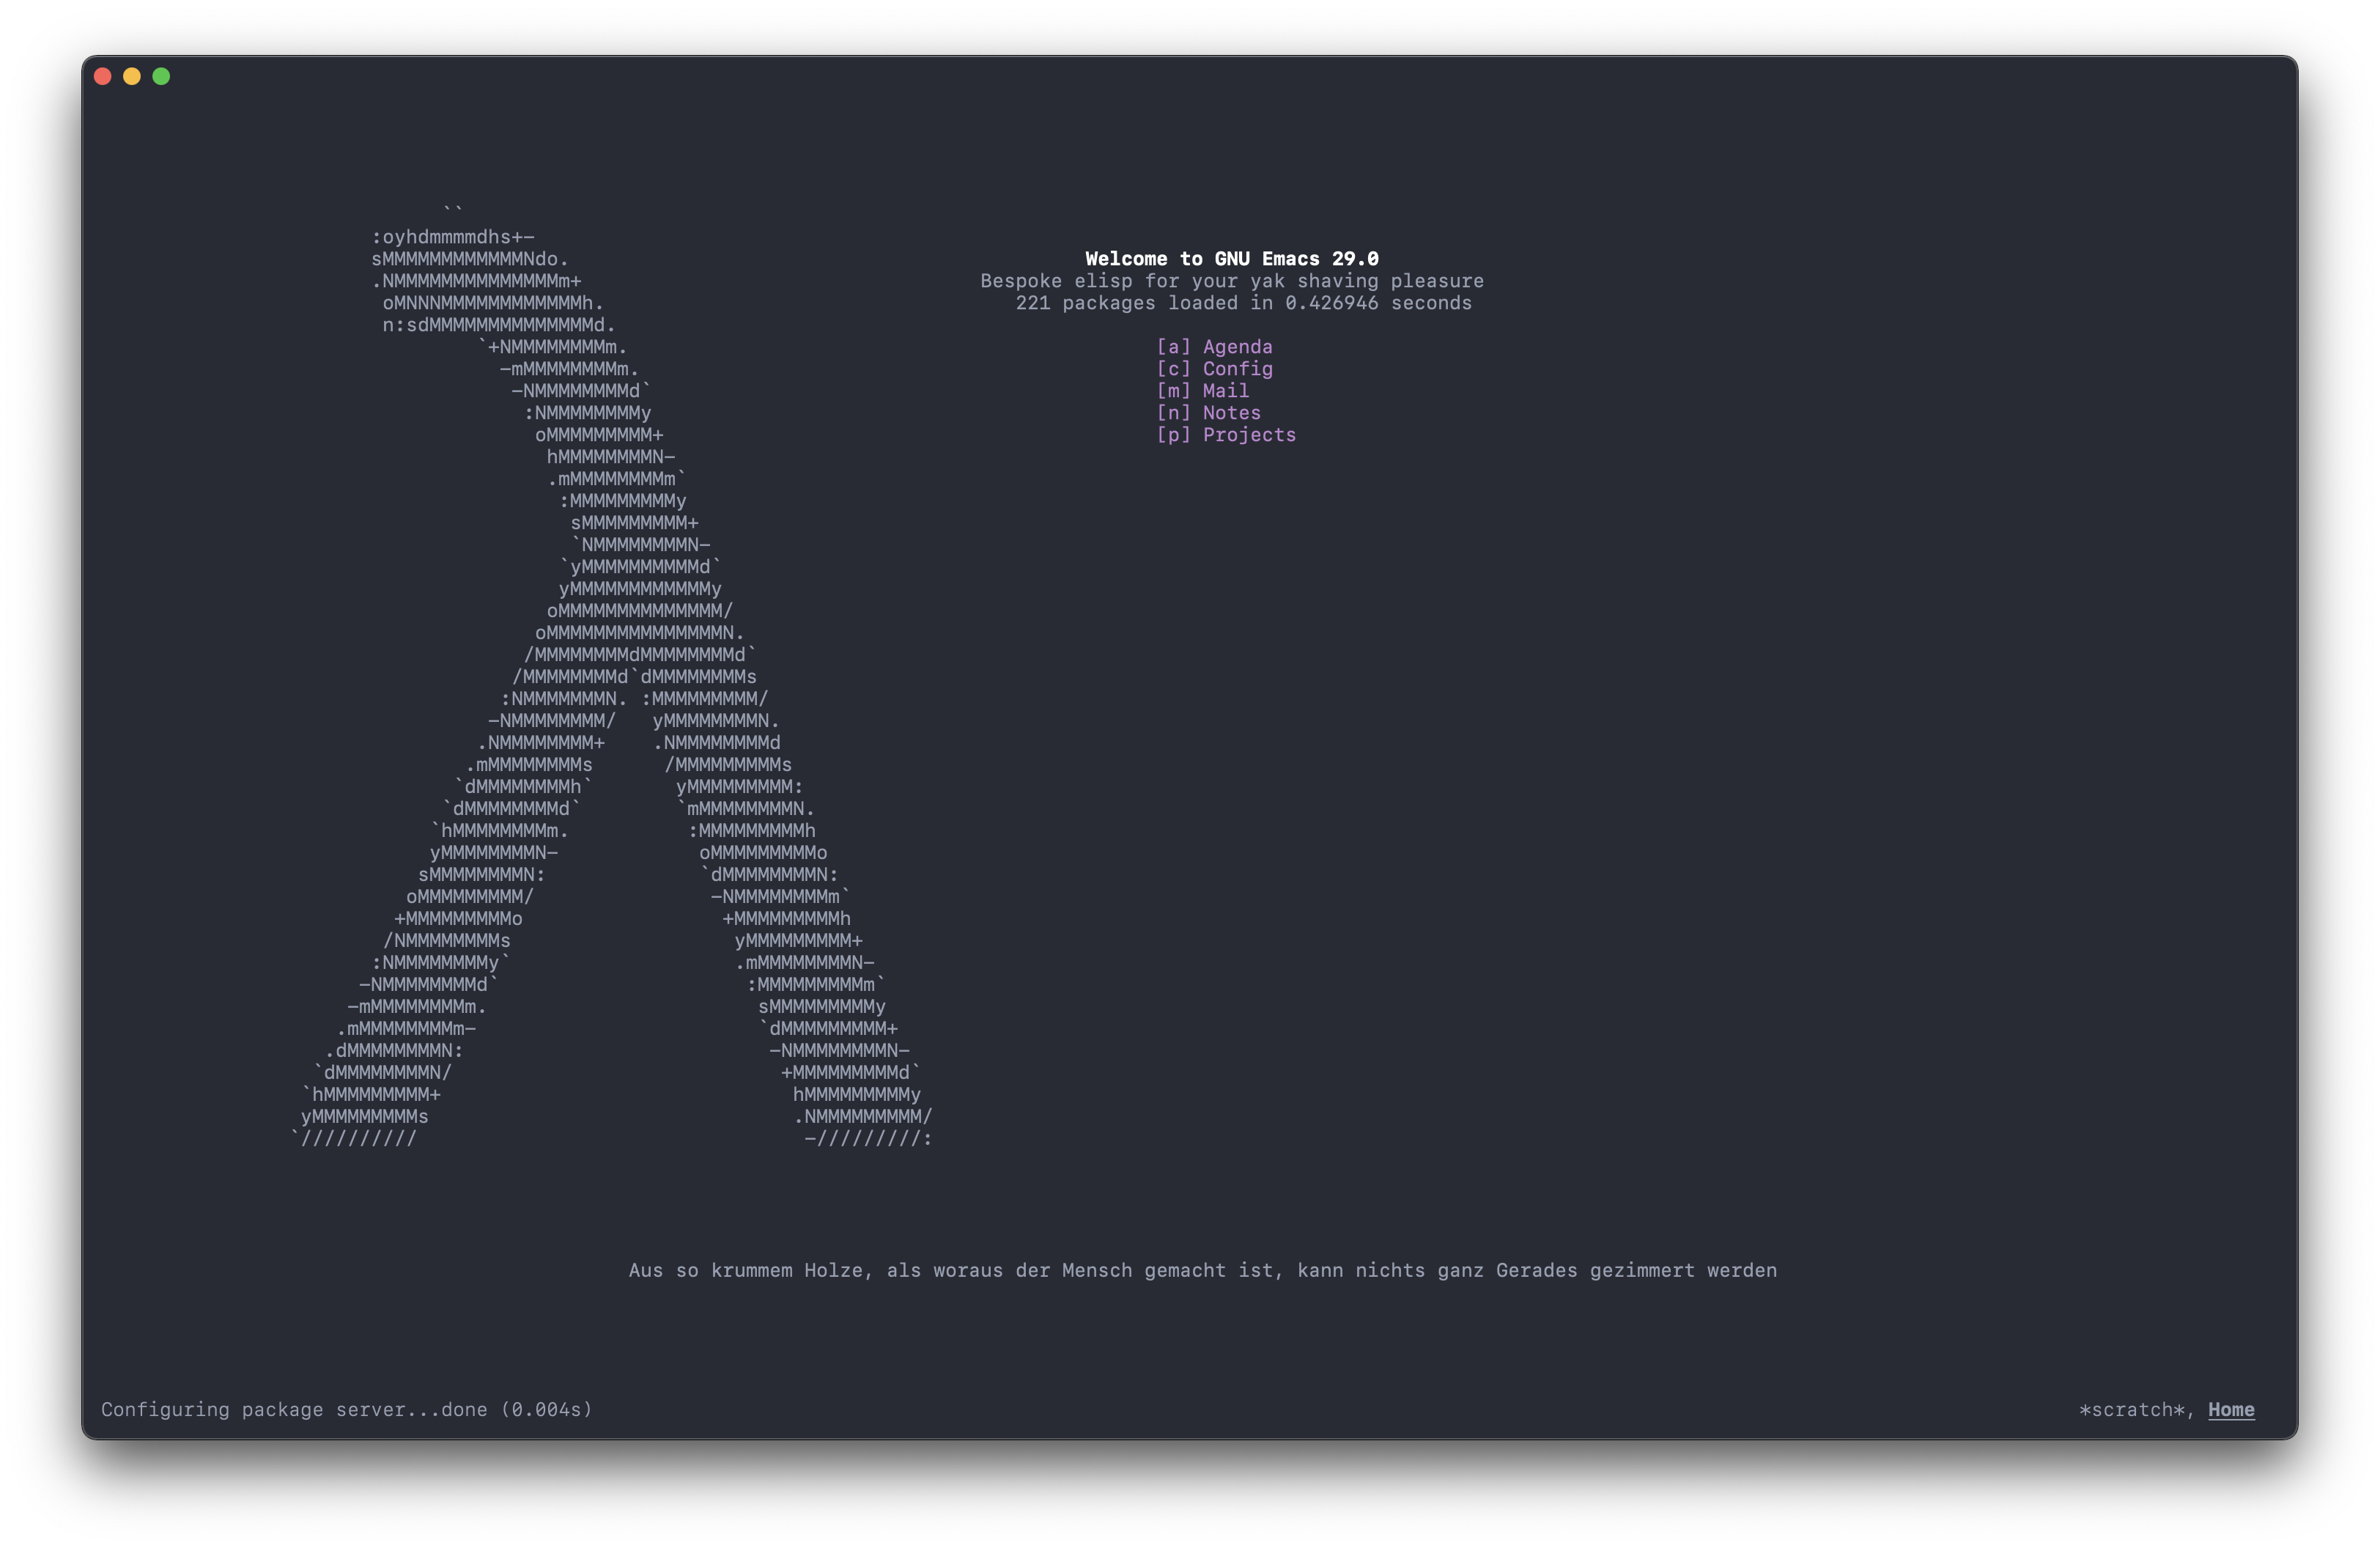 Welcome to GNU Emacs 29.0
Bespoke elisp for your yak shaving pleasure
221 packages loaded in 0.426946 seconds
[a] Agenda
[c] Config
[m] Mail
[n] Notes
[p] Projects
Aus so krummem Holze, als woraus der Mensch gemacht ist, kann nichts ganz Gerades gezimmert werden
Configuring package server...done (0.004s)
*scratch*, Home